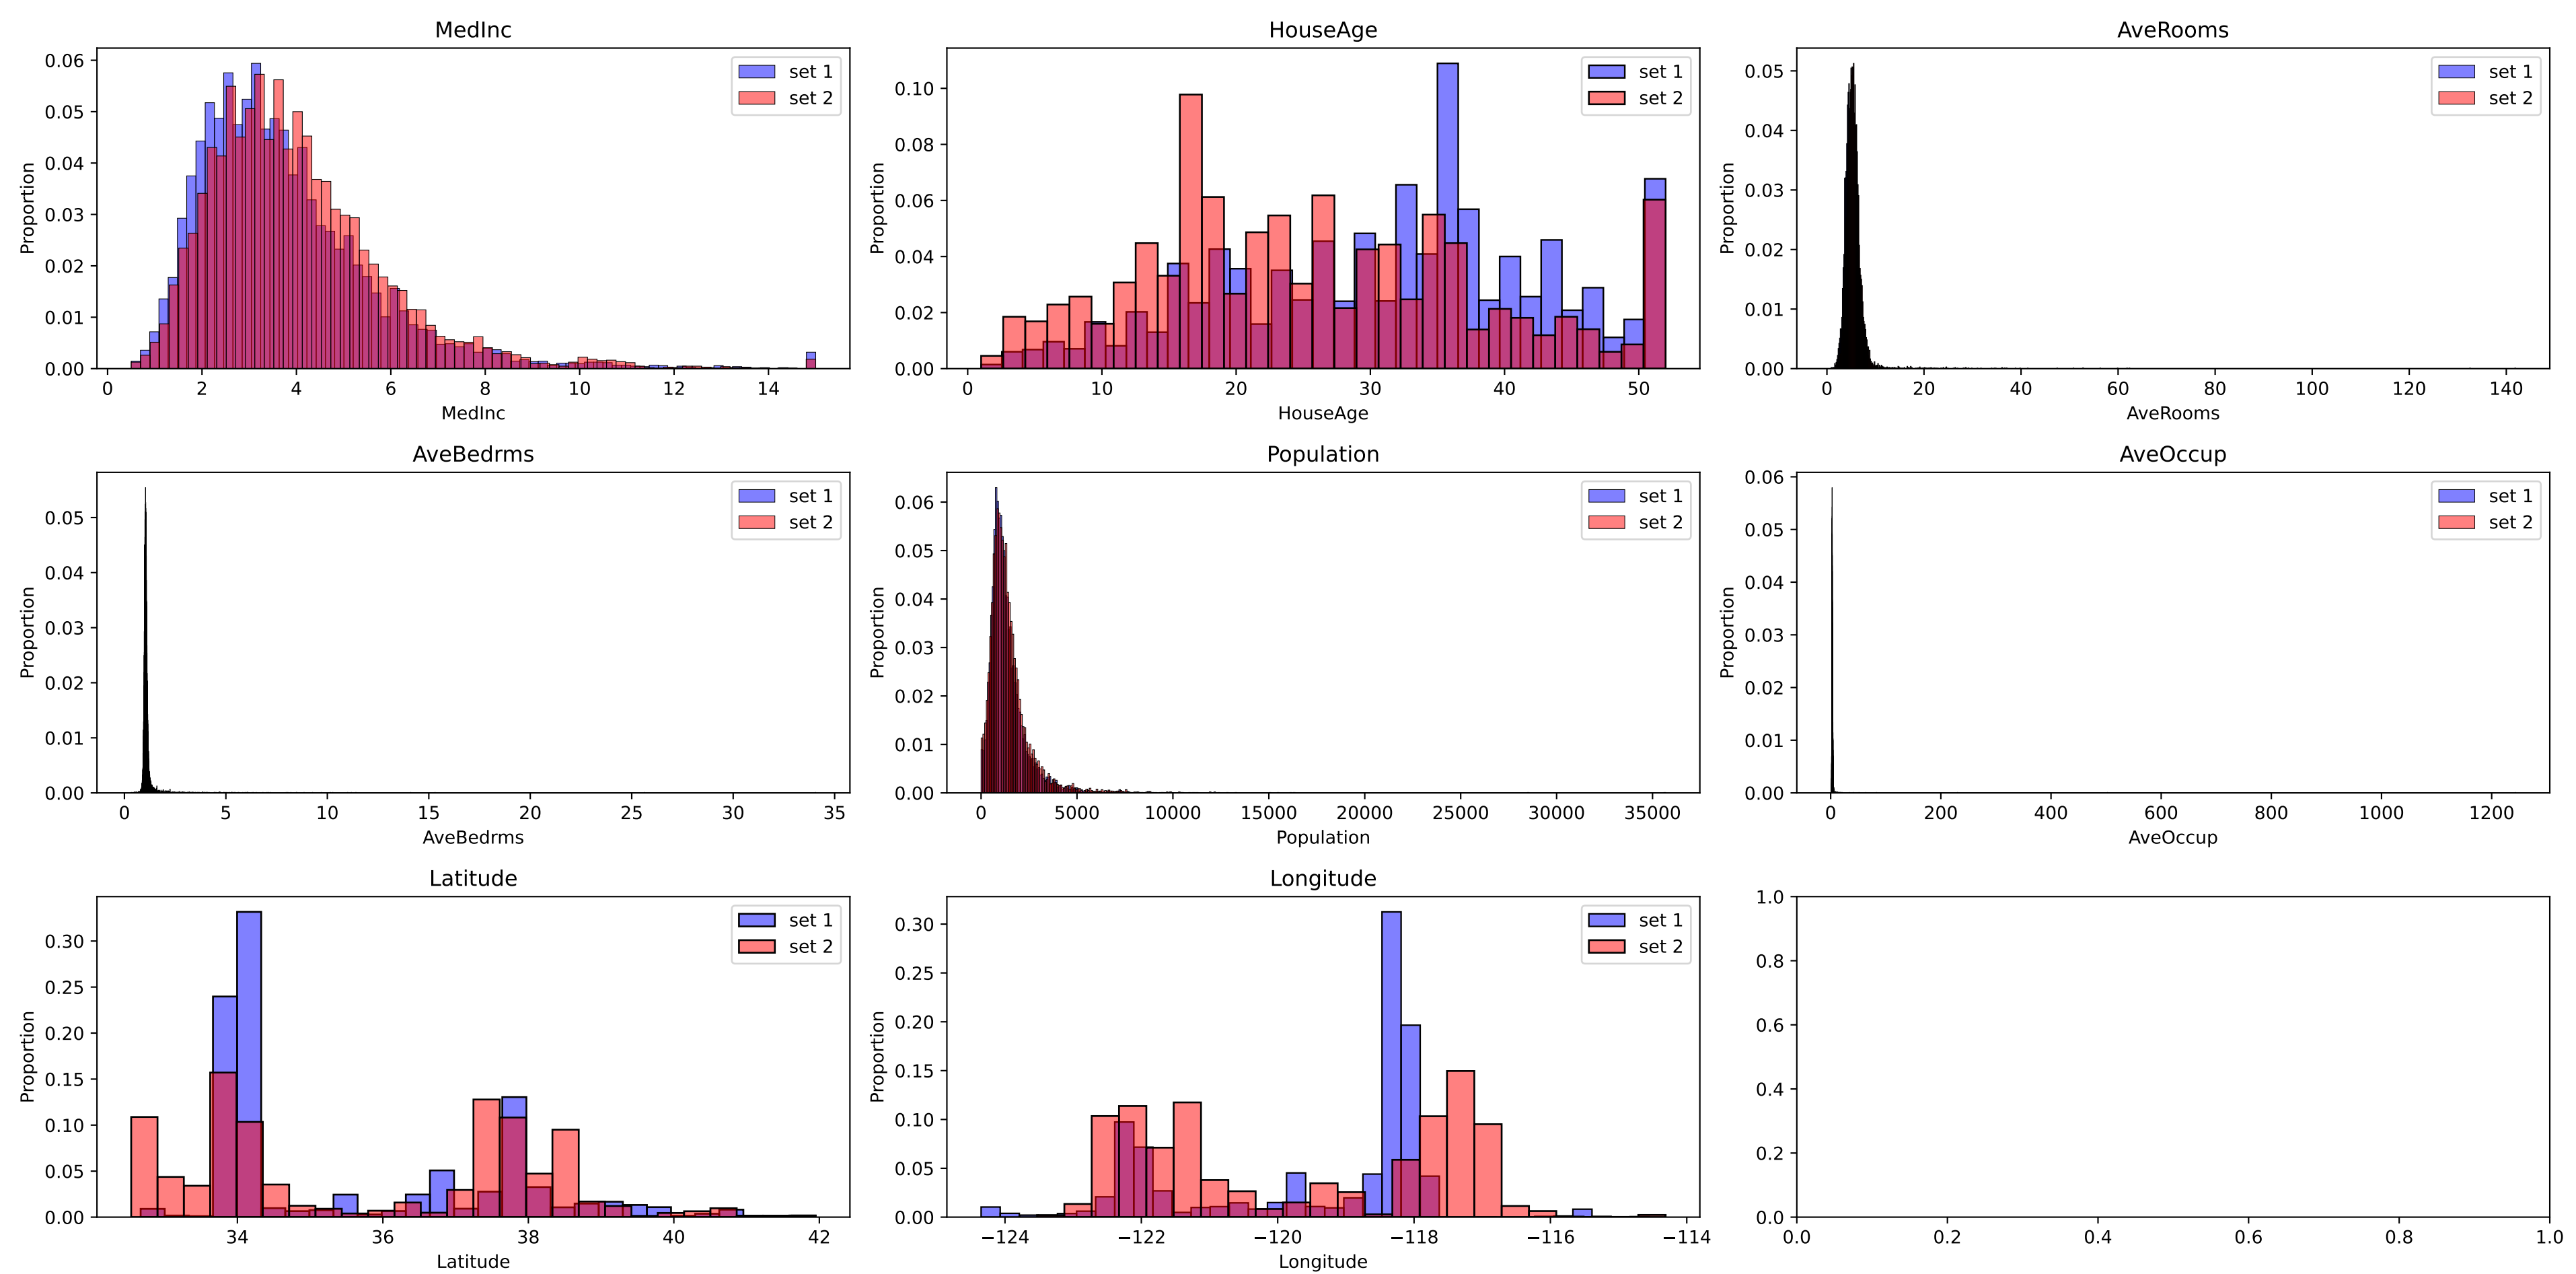 MedInc
0.06
0.05
0.04
0.03
0.02
0.01
0.00
Proportion
set 1
set 2
0 2 4 6 8 10 12 14
MedInc
HouseAge
0.10
0.08
0.06
0.04
0.02
0.00
Proportion
set 1
set 2
0 10 20 30 40 50
HouseAge
AveRooms
0.05
0.04
0.03
0.02
0.01
0.00
Proportion
set 1
set 2
0 20 40 60 80 100 120 140
AveRooms
AveBedrms
0.05
0.04
0.03
0.02
0.01
0.00
Proportion
set 1
set 2
0 5 10 15 20 25 30 35
AveBedrms
Population
0.06
0.05
0.04
0.03
0.02
0.01
0.00
Proportion
set 1
set 2
0 5000 10000 15000 20000 25000 30000 35000
Population
AveOccup
0.06
0.05
0.04
0.03
0.02
0.01
0.00
Proportion
set 1
set 2
0 200 400 600 800 1000 1200
AveOccup
Latitude
0.30
0.25
0.20
0.15
0.10
0.05
0.00
Proportion
set 1
set 2
34 36 38 40 42
Latitude
Longitude
0.30
0.25
0.20
0.15
0.10
0.05
0.00
Proportion
set 1
set 2
−124 −122 −120 −118 −116 −114
Longitude
1.0
0.8
0.6
0.4
0.2
0.0
0.0 0.2 0.4 0.6 0.8 1.0